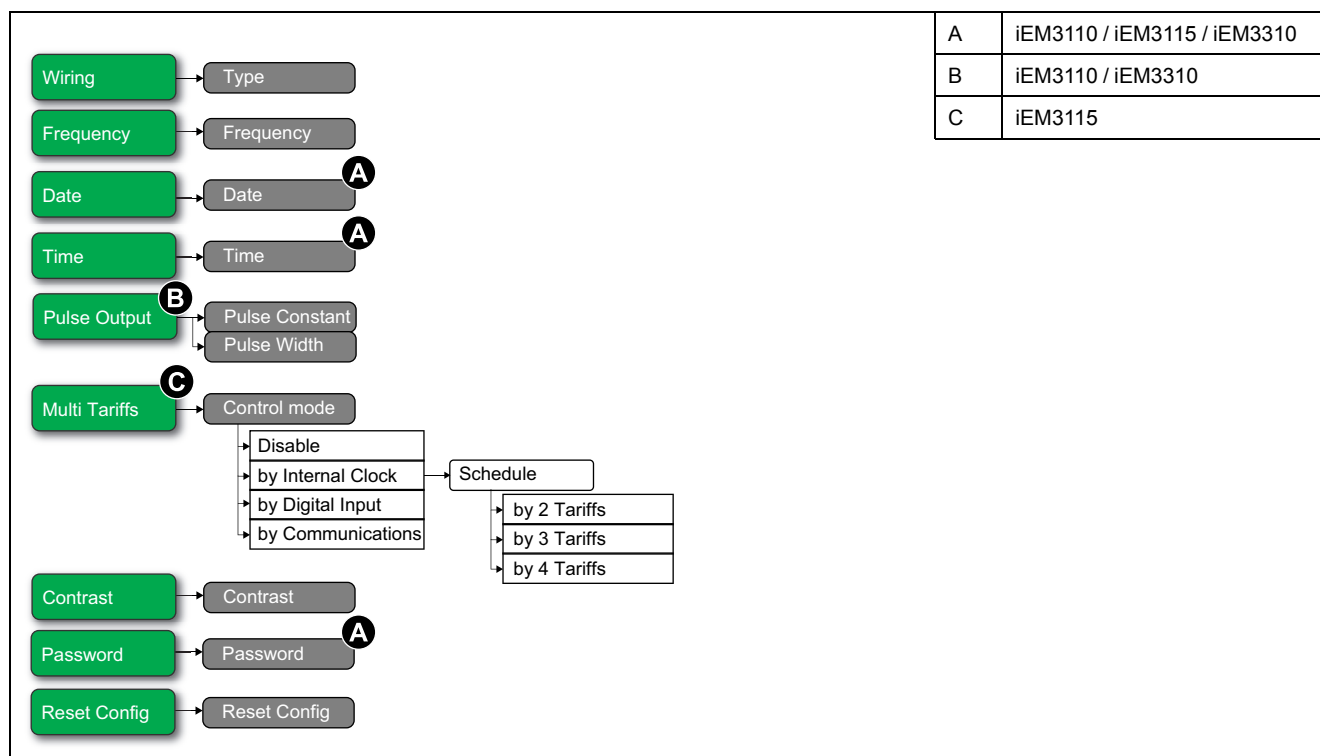 A iEM3110 / iEM3115 / iEM3310
B iEM3110 / iEM3310
C iEM3115
Wiring Type
Frequency Frequency
A
Date Date
A
Time Time
B
Pulse Output Pulse Constant
Pulse Width
C
Multi Tariffs Control mode
Disable
by Internal Clock Schedule
by Digital Input by 2 Tariffs
by Communications by 3 Tariffs
by 4 Tariffs
Contrast Contrast
A
Password Password
Reset Config Reset Config